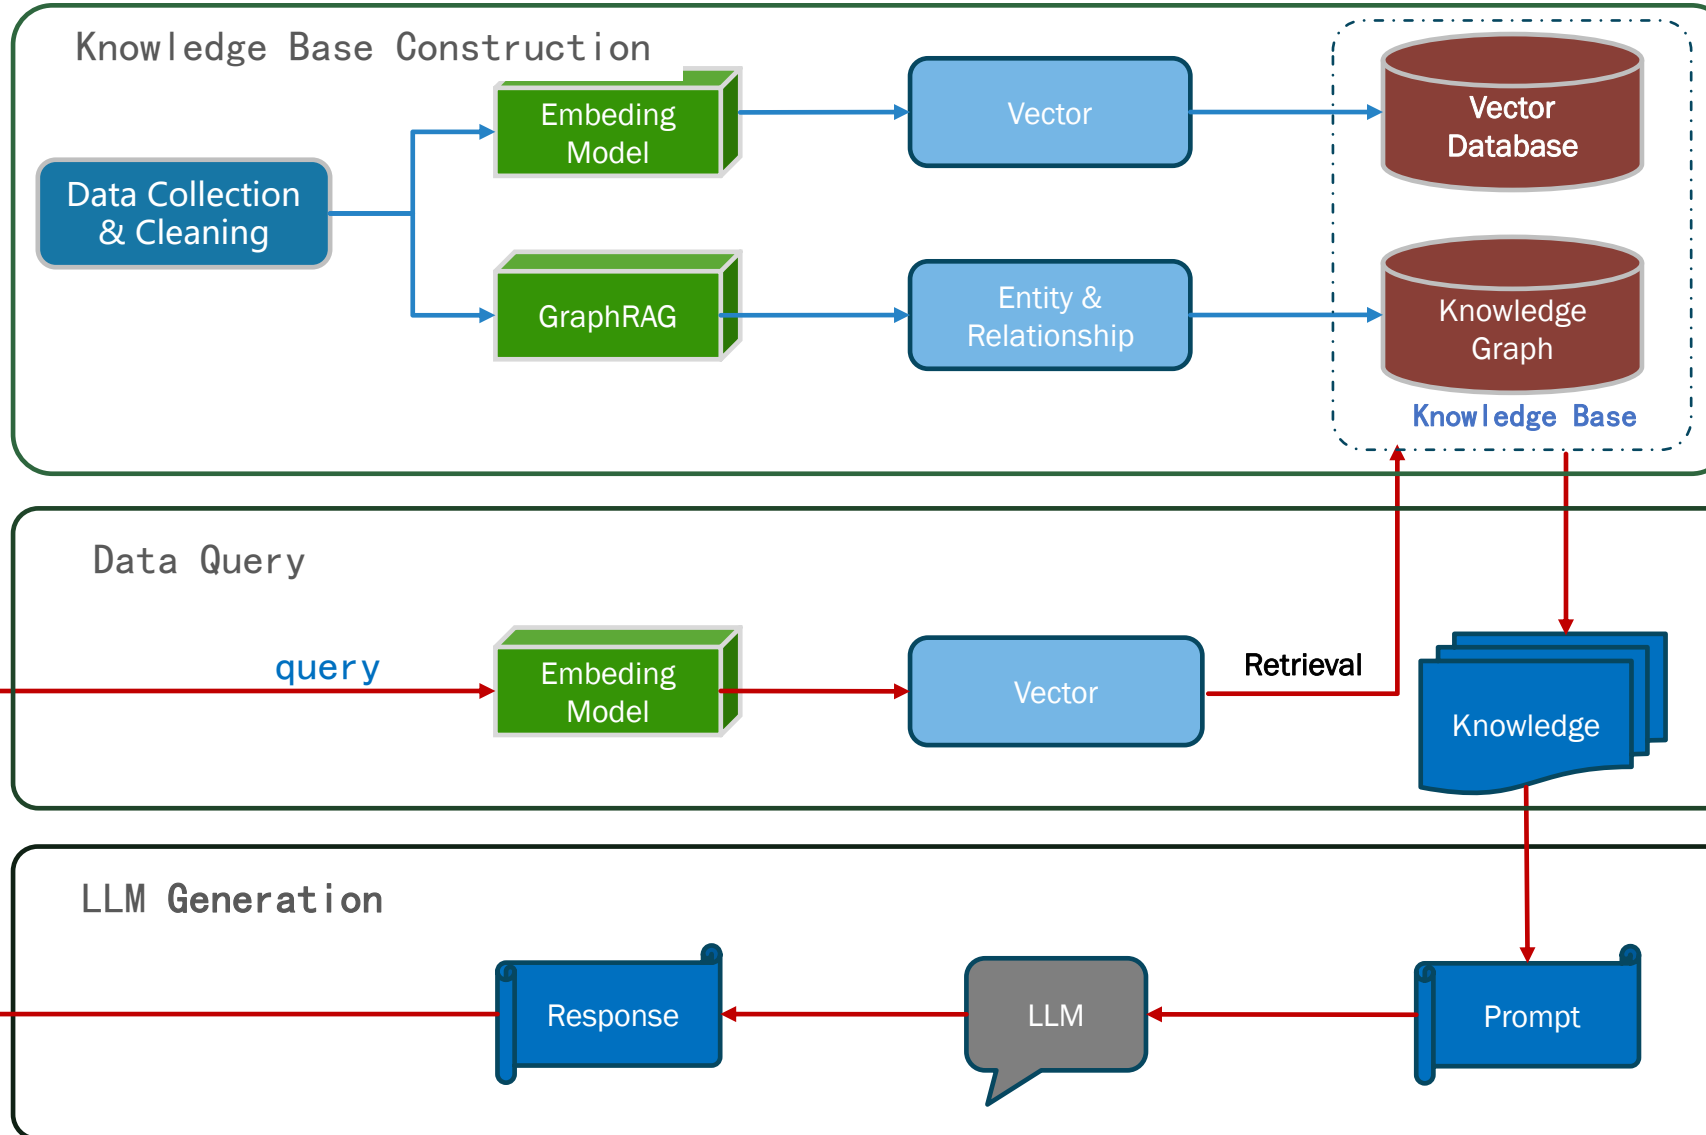 Knowledge Base Construction
Embeding
Model
Vector
Vector
Database
Data Collection
& Cleaning
GraphRAG
Entity &
Relationship
Knowledge
Graph
Knowledge Base
Data Query
query
Embeding
Model
Vector
Retrieval
Knowledge
LLM Generation
Response
LLM
Prompt